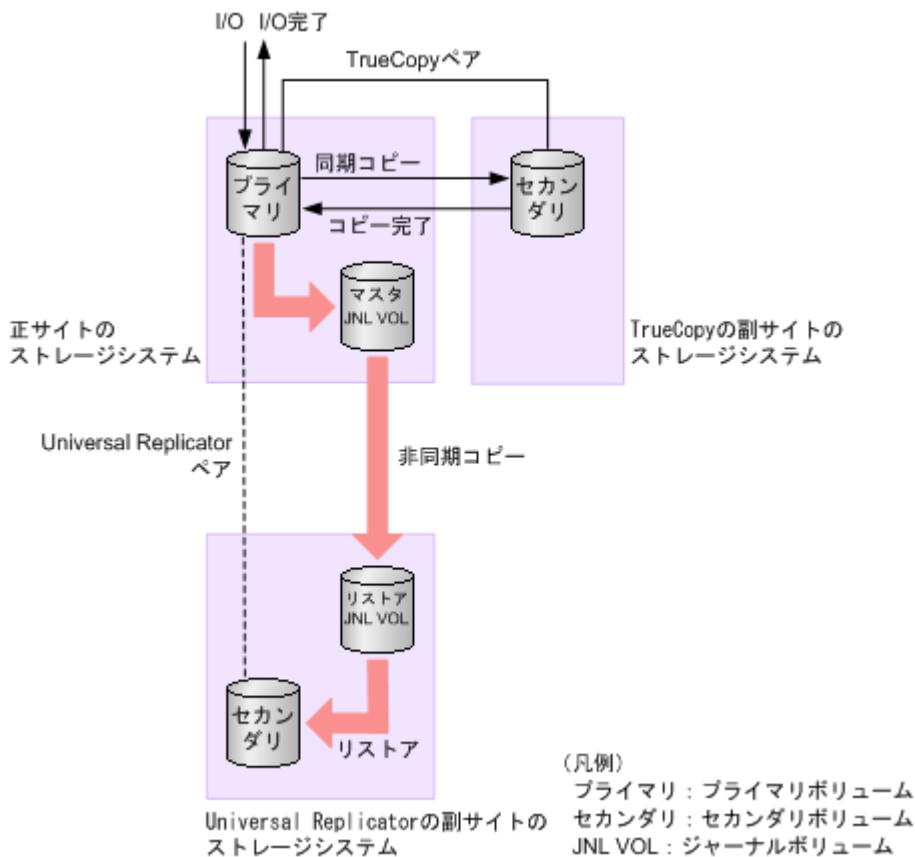 I/O I/O完了
TrueCopyペア
プライ
マリ
同期コピー
セカン
ダリ
コピー完了
マスタ
JNL VOL
正サイトの
ストレージシステム
TrueCopyの副サイトの
ストレージシステム
Universal Replicator
ペア
非同期コピー
リストア
JNL VOL
セカン
ダリ
リストア
(凡例)
プライマリ:プライマリボリューム
セカンダリ:セカンダリボリューム
JNL VOL:ジャーナルボリューム
Universal Replicatorの副サイトの
ストレージシステム